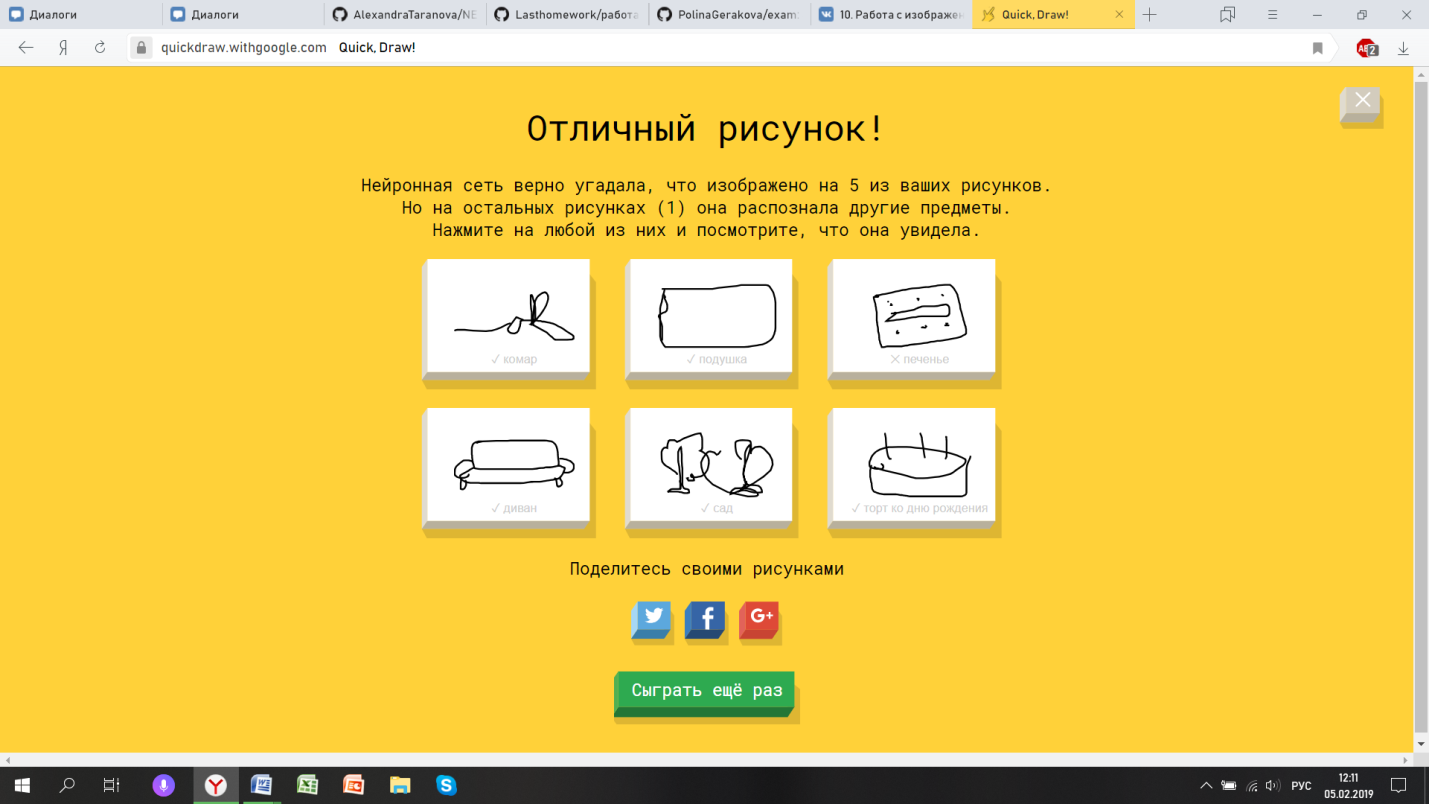 Диалоги
Диалоги
AlexandraTaranova/NE
Lasthomework/работа
PolinaGerakova/exam
10. Работа с изображен
Quick, Draw!
Я
quickdraw.withgoogle.com Quick, Draw!
2
Отличный рисунок!
Нейронная сеть верно угадала, что изображено на 5 из ваших рисунков.
Но на остальных рисунках (1) она распознала другие предметы.
Нажмите на любой из них и посмотрите, что она увидела.
комар
подушка
печенье
диван
сад
торт ко дню рождения
Поделитесь своими рисунками
G+
Сыграть ещё раз
РУС
12:11
05.02.2019